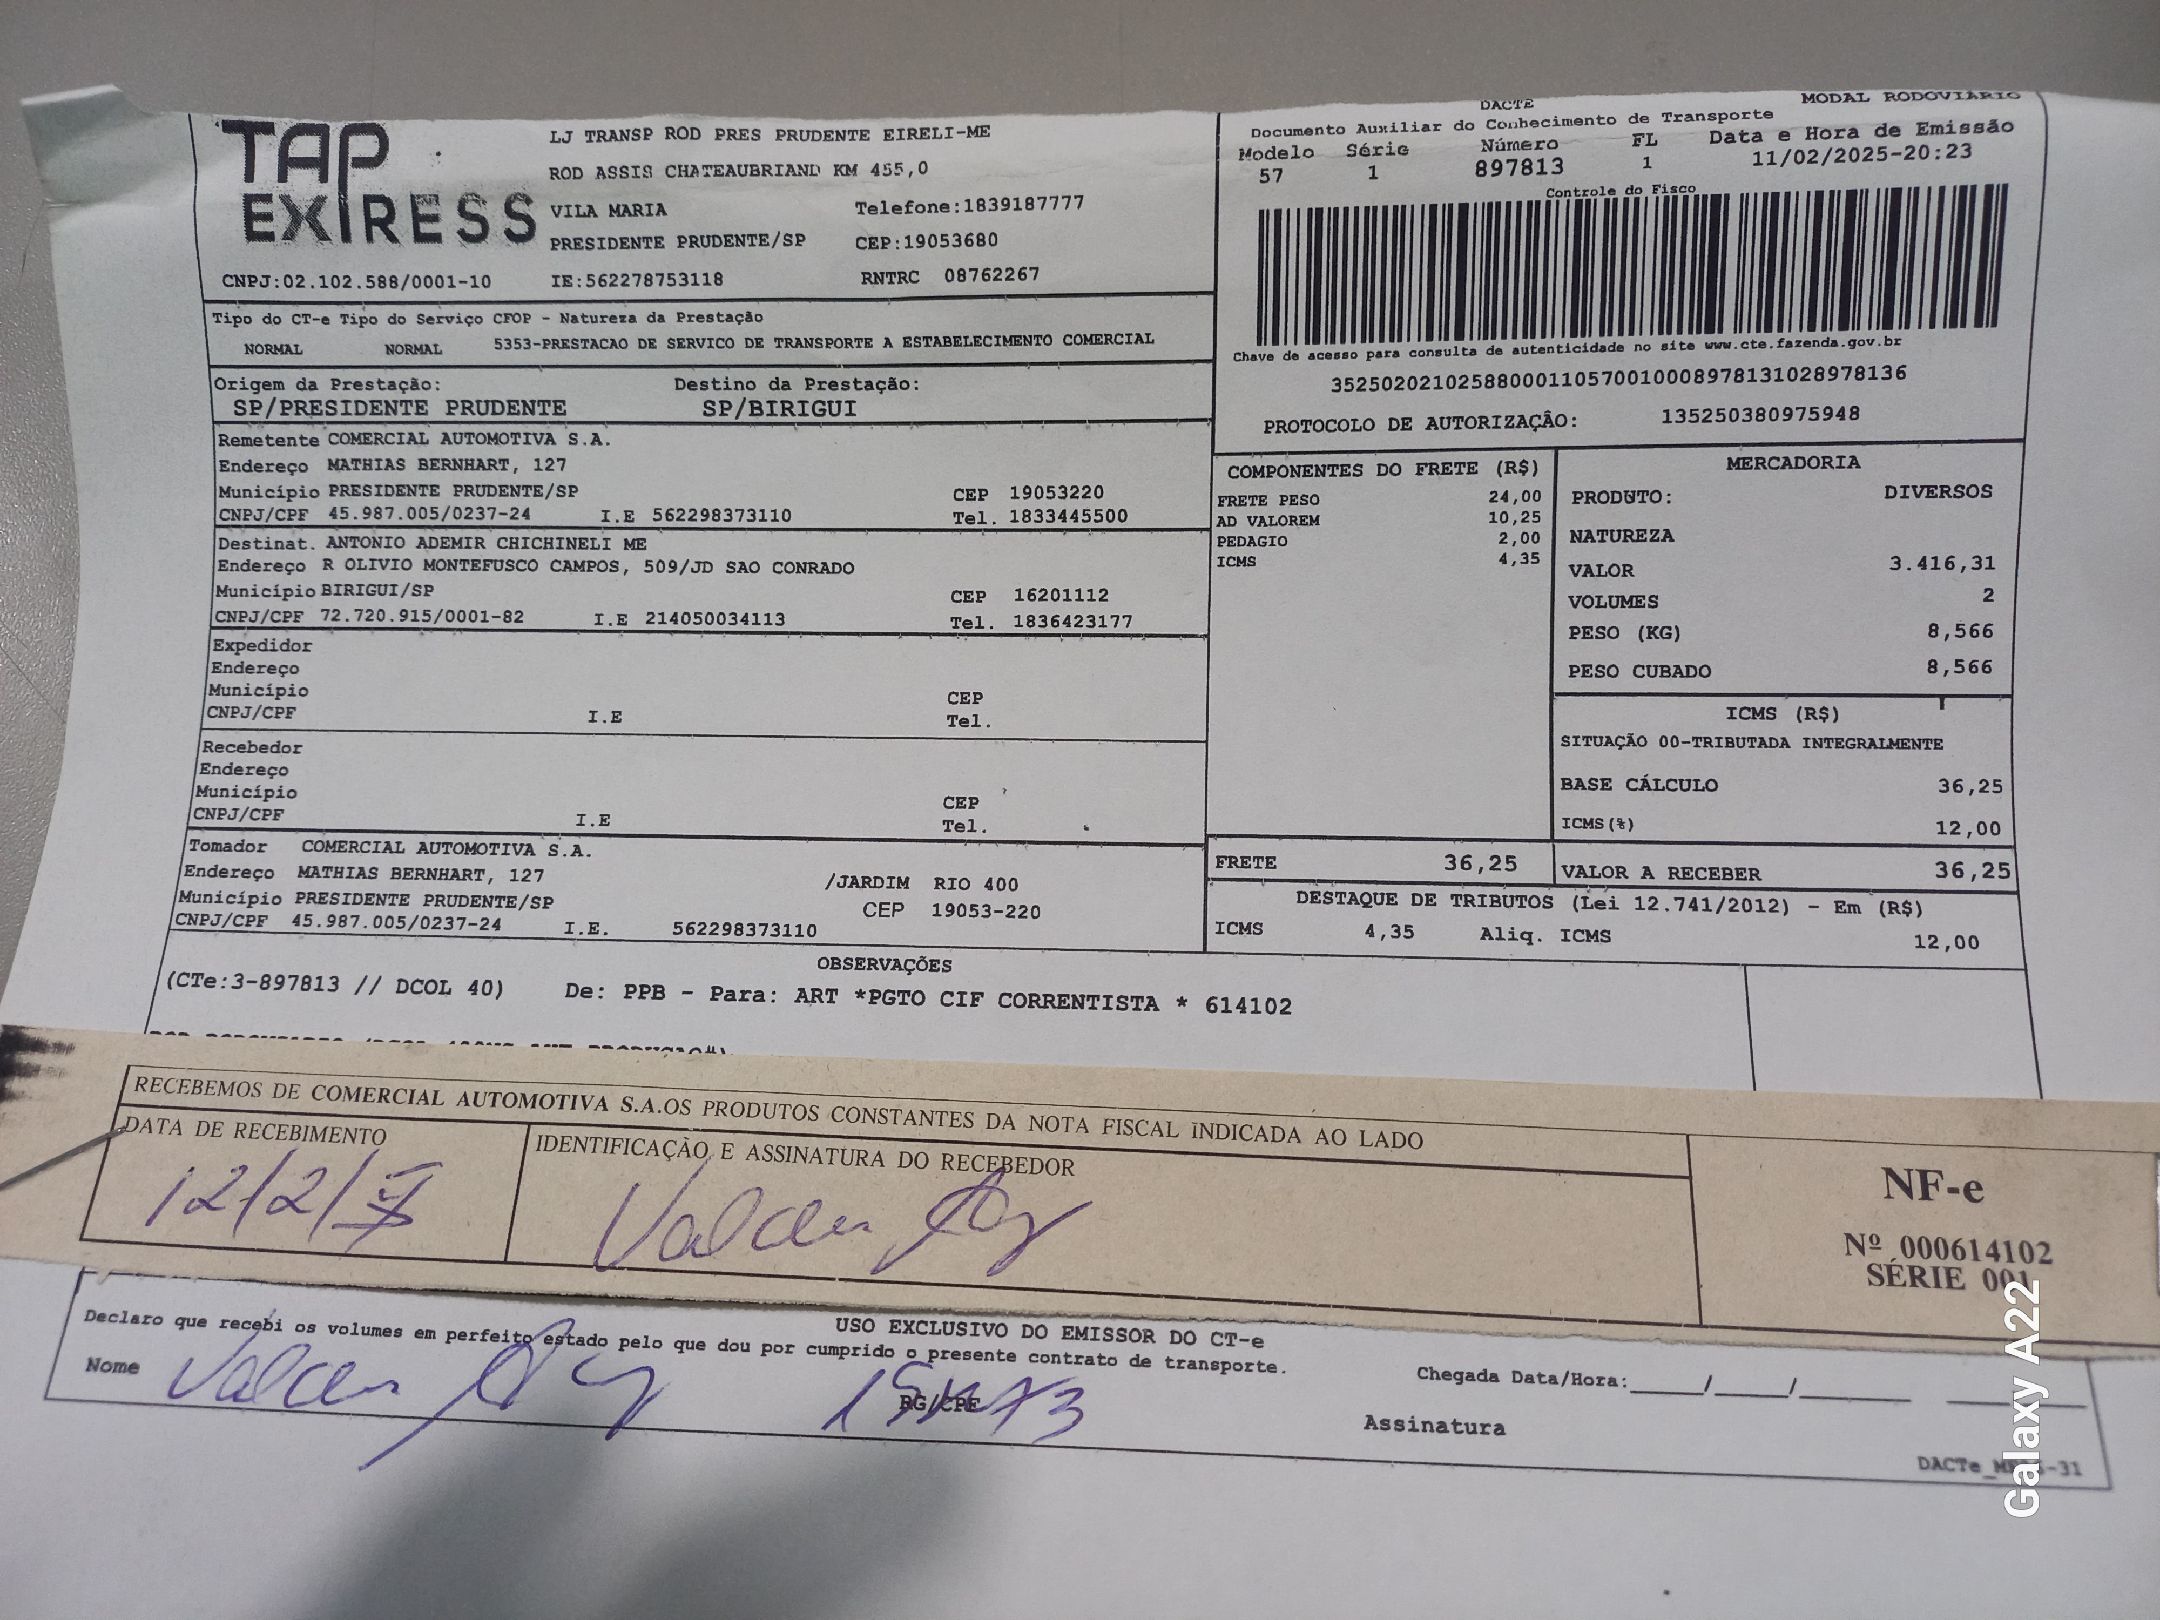 TAP
EXPRESS
LJ TRANSP ROD PRES PRUDENTE EIRELI-ME
ROD ASSIS CHATEAUBRIAND KM 455,0
VILA MARIA Telefone:1839187777
PRESIDENTE PRUDENTE/SP CEP:19053680
CNPJ:02.102.588/0001-10 IE:562278753118 RNTRC 08762267
DACTE MODAL RODOVIÁRIO
Documento Auxiliar do Conhecimento de Transporte
Modelo Série Número FL Data e Hora de Emissão
57 1 897813 1 11/02/2025-20:23
Controle do Fisco
Chave de acesso para consulta de autenticidade no site www.cte.fazenda.gov.br
35250202102588000110570010008978131028978136
PROTOCOLO DE AUTORIZAÇÂO: 135250380975948
Tipo do CT-e Tipo do Serviço CFOP - Natureza da Prestação
NORMAL NORMAL 5353-PRESTACAO DE SERVICO DE TRANSPORTE A ESTABELECIMENTO COMERCIAL
Origem da Prestação: Destino da Prestação:
SP/PRESIDENTE PRUDENTE SP/BIRIGUI
Remetente COMERCIAL AUTOMOTIVA S.A.
Endereço MATHIAS BERNHART, 127
Município PRESIDENTE PRUDENTE/SP CEP 19053220
CNPJ/CPF 45.987.005/0237-24 I.E 562298373110 Tel. 1833445500
Destinat. ANTONIO ADEMIR CHICHINELI ME
Endereço R OLIVIO MONTEFUSCO CAMPOS, 509/JD SAO CONRADO
Município BIRIGUI/SP CEP 16201112
CNPJ/CPF 72.720.915/0001-82 I.E 214050034113 Tel. 1836423177
Expedidor
Endereço
Município CEP
CNPJ/CPF I.E Tel.
Recebedor
Endereço
Município CEP
CNPJ/CPF I.E Tel.
Tomador COMERCIAL AUTOMOTIVA S.A.
Endereço MATHIAS BERNHART, 127 /JARDIM RIO 400
Município PRESIDENTE PRUDENTE/SP CEP 19053-220
CNPJ/CPF 45.987.005/0237-24 I.E. 562298373110
COMPONENTES DO FRETE (R$)
FRETE PESO 24,00
AD VALOREM 10,25
PEDAGIO 2,00
ICMS 4,35
MERCADORIA
PRODUTO: DIVERSOS
NATUREZA
VALOR 3.416,31
VOLUMES 2
PESO (KG) 8,566
PESO CUBADO 8,566
ICMS (R$)
SITUAÇÃO 00-TRIBUTADA INTEGRALMENTE
BASE CÁLCULO 36,25
ICMS(%) 12,00
FRETE 36,25 VALOR A RECEBER 36,25
DESTAQUE DE TRIBUTOS (Lei 12.741/2012) - Em (R$)
ICMS 4,35 Aliq. ICMS 12,00
OBSERVAÇÕES
(CTe:3-897813 // DCOL 40) De: PPB - Para: ART *PGTO CIF CORRENTISTA * 614102
RECEBEMOS DE COMERCIAL AUTOMOTIVA S.A.OS PRODUTOS CONSTANTES DA NOTA FISCAL INDICADA AO LADO
DATA DE RECEBIMENTO IDENTIFICAÇÃO E ASSINATURA DO RECEBEDOR
12/2/
NF-e
Nº 000614102
SÉRIE 001
USO EXCLUSIVO DO EMISSOR DO CT-e
Declaro que recebi os volumes em perfeito estado pelo que dou por cumprido o presente contrato de transporte.
Nome RG/CPF Chegada Data/Hora:_____/_____/_______
Assinatura
Galaxy A22